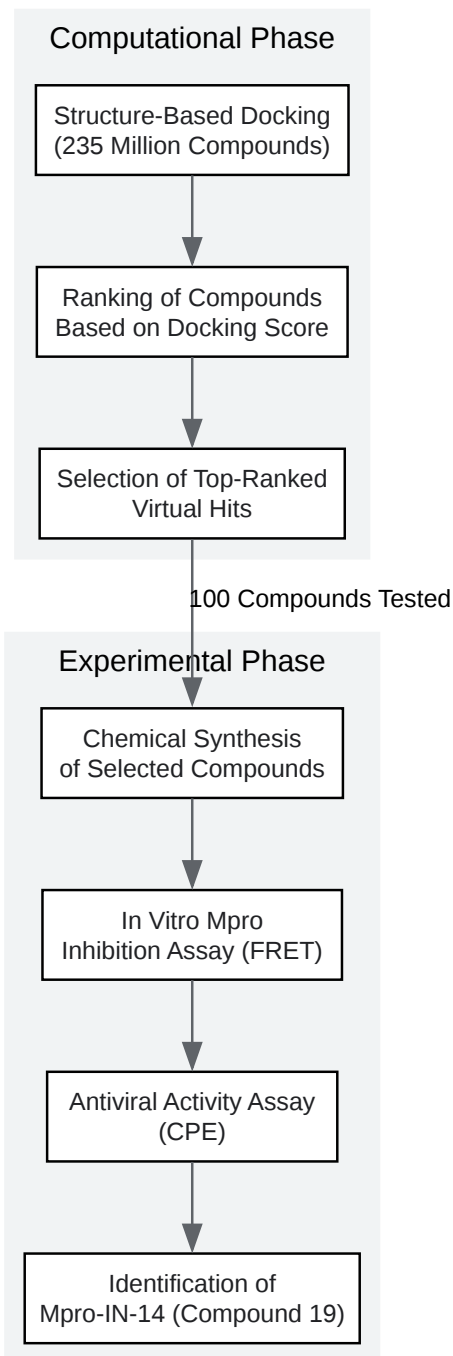 Computational Phase
Structure-Based Docking
(235 Million Compounds)
Ranking of Compounds
Based on Docking Score
Selection of Top-Ranked
Virtual Hits
100 Compounds Tested
Experimental Phase
Chemical Synthesis
of Selected Compounds
In Vitro Mpro
Inhibition Assay (FRET)
Antiviral Activity Assay
(CPE)
Identification of
Mpro-IN-14 (Compound 19)